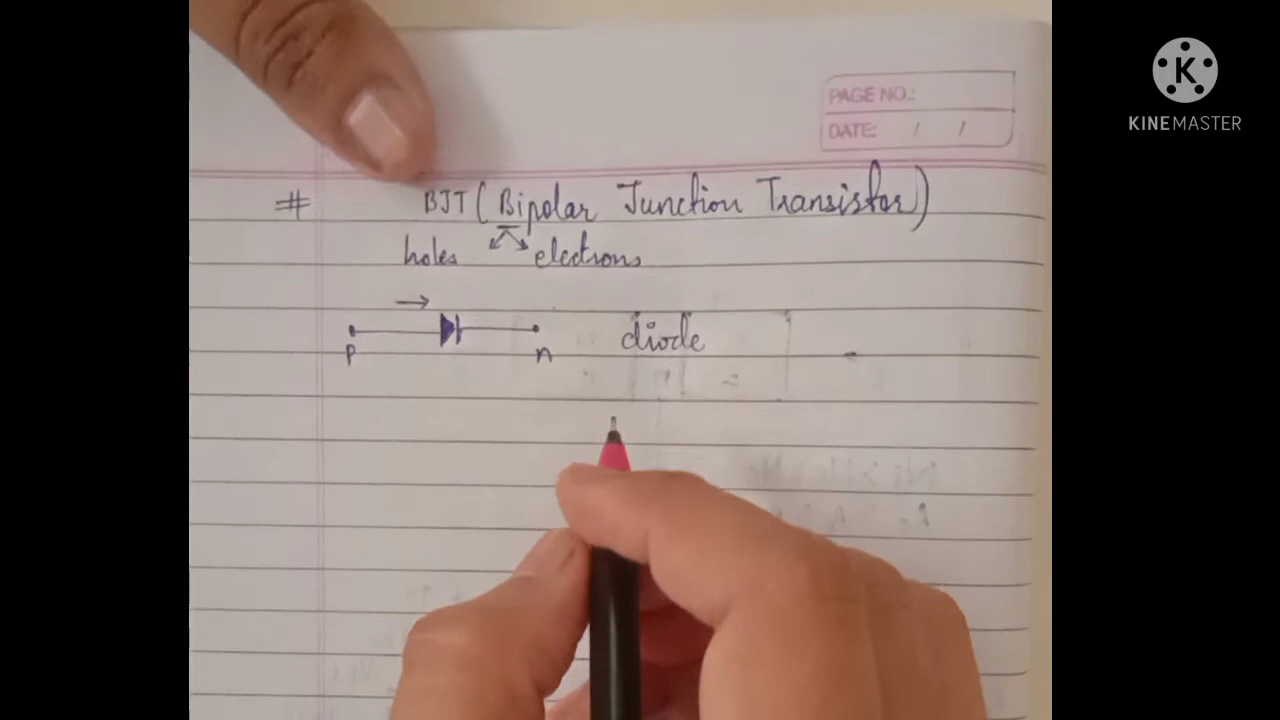 PAGE NO.:
DATE: / /
K
KINEMASTER
# BJT (Bipolar Junction Transistor)
holes electrons
diode
p n